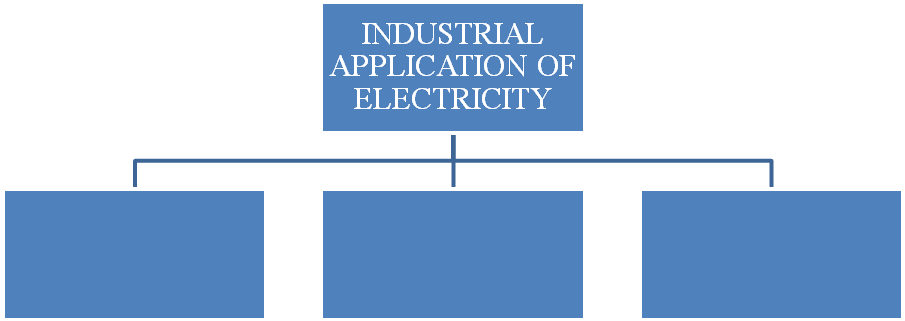 INDUSTRIAL
APPLICATION OF
ELECTRICITY